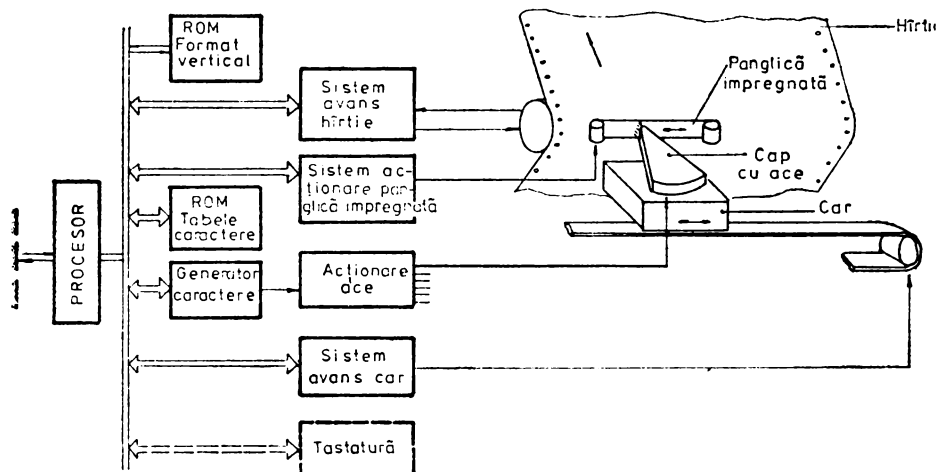 ROM
Format
vertical
Hîrtie
Panglică
impregnată
Sistem
avans
hîrtie
Sistem ac-
ționare pan-
glică impregnată
Cap
cu ace
Car
ROM
Tabele
caractere
PROCESOR
Generator
caractere
Acționare
ace
Sistem
avans car
Tastatură